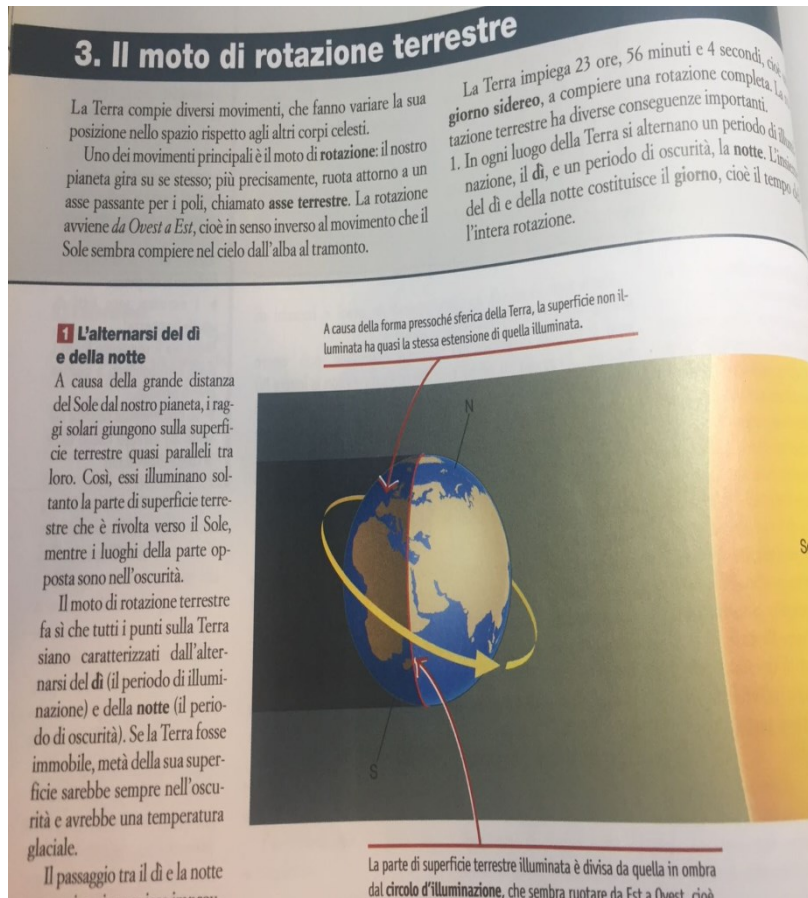 3. Il moto di rotazione terrestre
La Terra compie diversi movimenti, che fanno variare la sua
posizione nello spazio rispetto agli altri corpi celesti.
Uno dei movimenti principali è il moto di rotazione: il nostro
pianeta gira su se stesso; più precisamente, ruota attorno a un
asse passante per i poli, chiamato asse terrestre. La rotazione
avviene da Ovest a Est, cioè in senso inverso al movimento che il
Sole sembra compiere nel cielo dall'alba al tramonto.
La Terra impiega 23 ore, 56 minuti e 4 secondi, cioè
giorno sidereo, a compiere una rotazione completa. La
tazione terrestre ha diverse conseguenze importanti.
1. In ogni luogo della Terra si alternano un periodo di
nazione, il dì, e un periodo di oscurità, la notte.
del dì e della notte costituisce il giorno, cioè il tempo
l'intera rotazione.
1 L'alternarsi del dì
e della notte
A causa della grande distanza
del Sole dal nostro pianeta, i rag-
gi solari giungono sulla superfi-
cie terrestre quasi paralleli tra
loro. Così, essi illuminano sol-
tanto la parte di superficie terre-
stre che è rivolta verso il Sole,
mentre i luoghi della parte op-
posta sono nell'oscurità.
Il moto di rotazione terrestre
fa sì che tutti i punti sulla Terra
siano caratterizzati dall'alter-
narsi del dì (il periodo di illumi-
nazione) e della notte (il perio-
do di oscurità). Se la Terra fosse
immobile, metà della sua super-
ficie sarebbe sempre nell'oscu-
rità e avrebbe una temperatura
glaciale.
Il passaggio tra il dì e la notte
A causa della forma pressoché sferica della Terra, la superficie non il-
luminata ha quasi la stessa estensione di quella illuminata.
N
S
La parte di superficie terrestre illuminata è divisa da quella in ombra
dal circolo d'illuminazione, che sembra ruotare da Est a Ovest, cioè